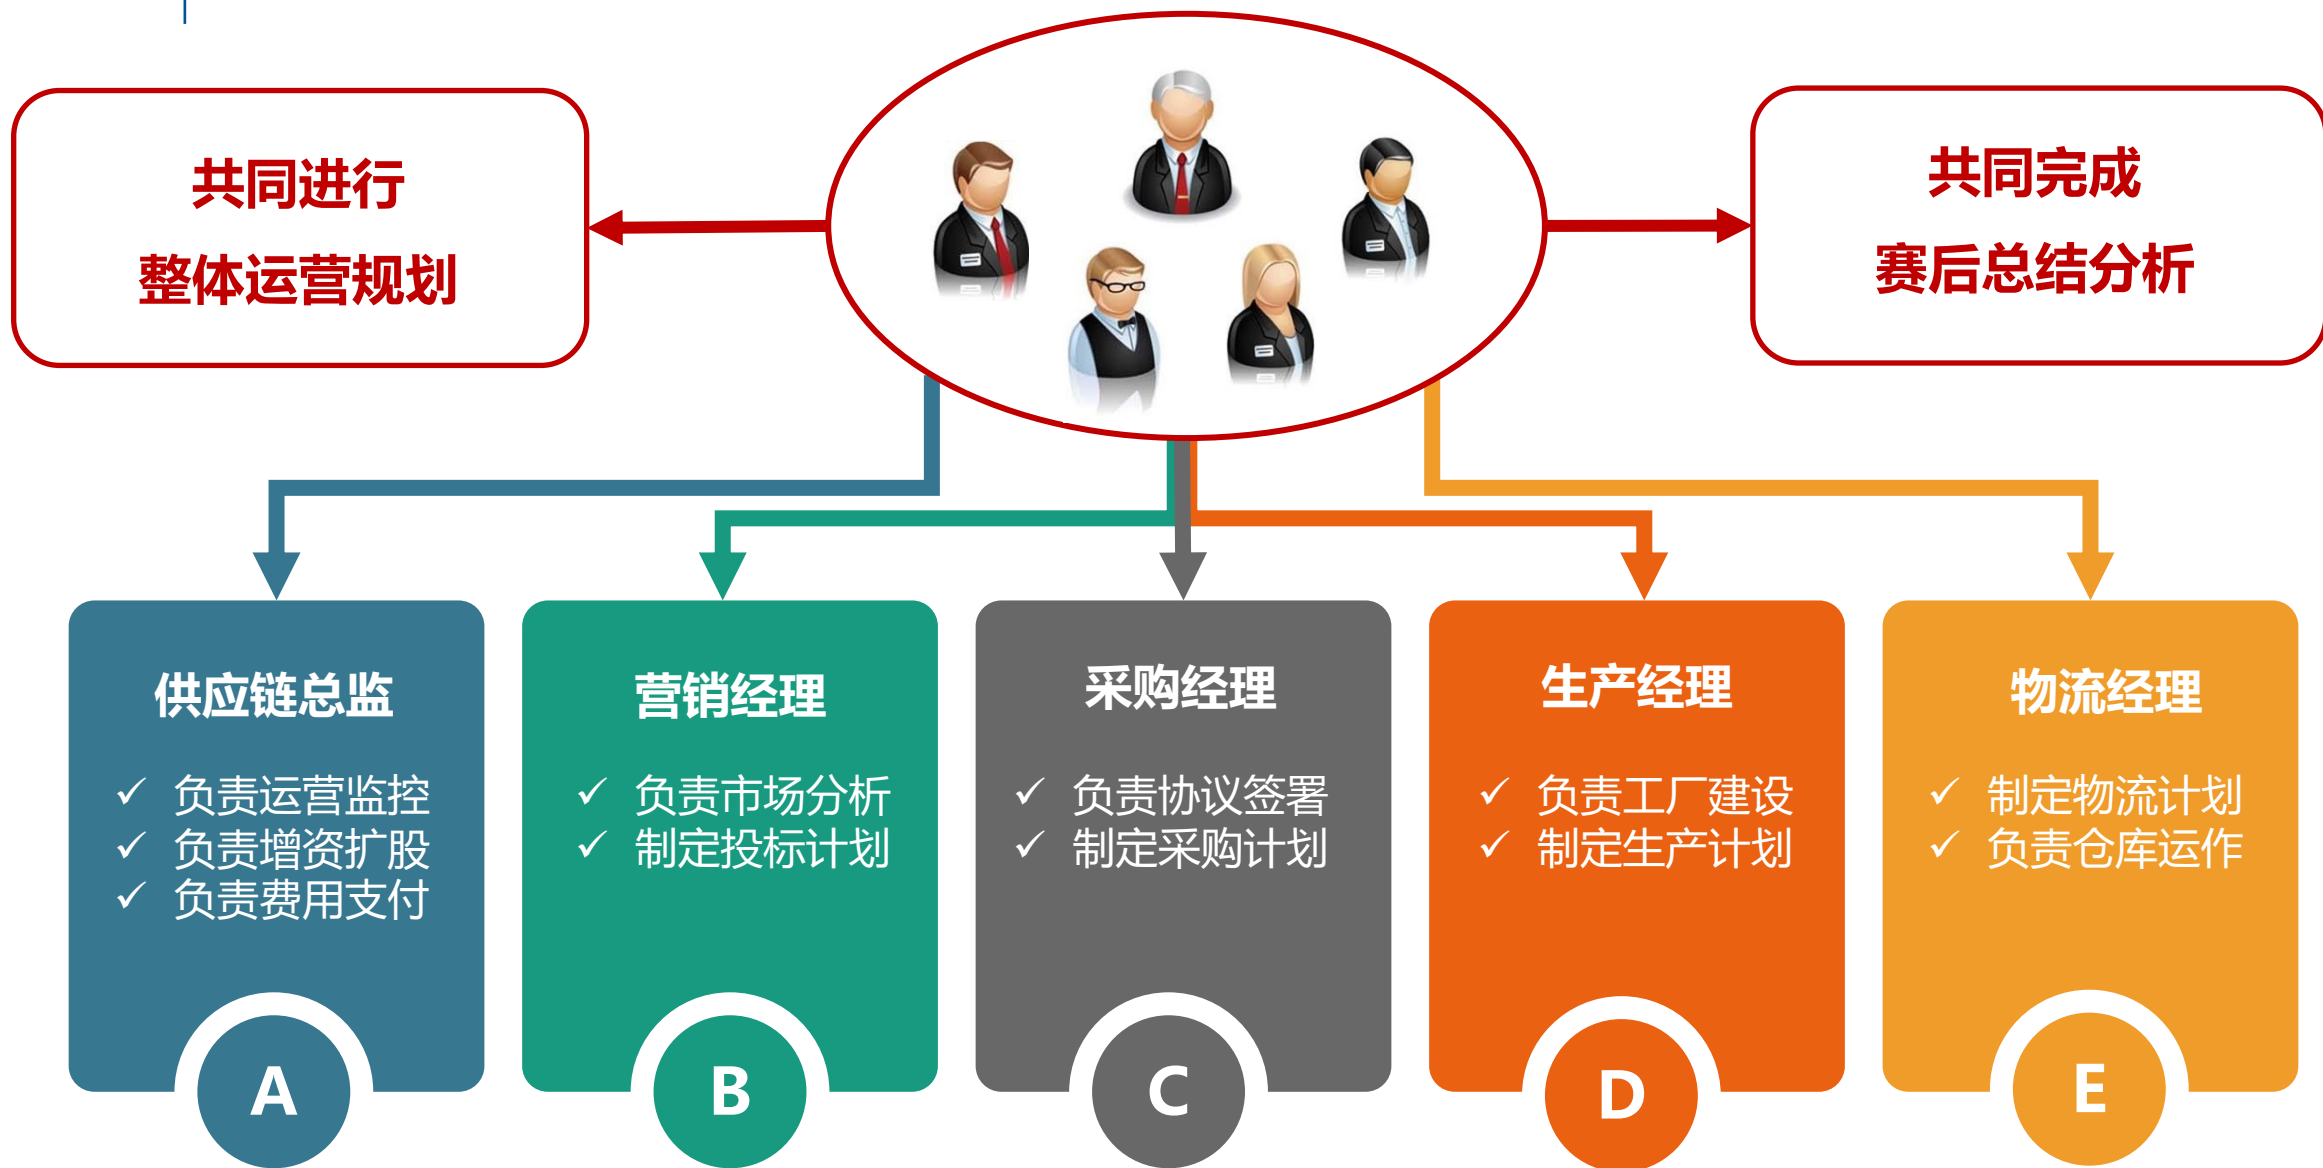 共同进行
整体运营规划
共同完成
赛后总结分析
供应链总监
✓ 负责运营监控
✓ 负责增资扩股
✓ 负责费用支付
A
营销经理
✓ 负责市场分析
✓ 制定投标计划
B
采购经理
✓ 负责协议签署
✓ 制定采购计划
C
生产经理
✓ 负责工厂建设
✓ 制定生产计划
D
物流经理
✓ 制定物流计划
✓ 负责仓库运作
E